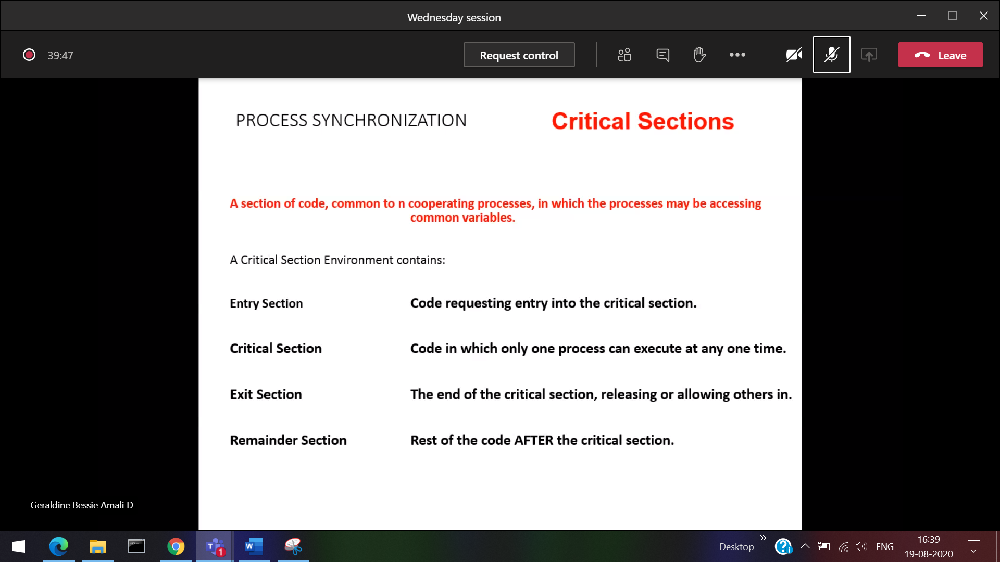 Wednesday session
39:47
Request control
Leave
PROCESS SYNCHRONIZATION
Critical Sections
A section of code, common to n cooperating processes, in which the processes may be accessing
common variables.
A Critical Section Environment contains:
Entry Section Code requesting entry into the critical section.
Critical Section Code in which only one process can execute at any one time.
Exit Section The end of the critical section, releasing or allowing others in.
Remainder Section Rest of the code AFTER the critical section.
Geraldine Bessie Amali D
T 1
W
Desktop
ENG
16:39
19-08-2020